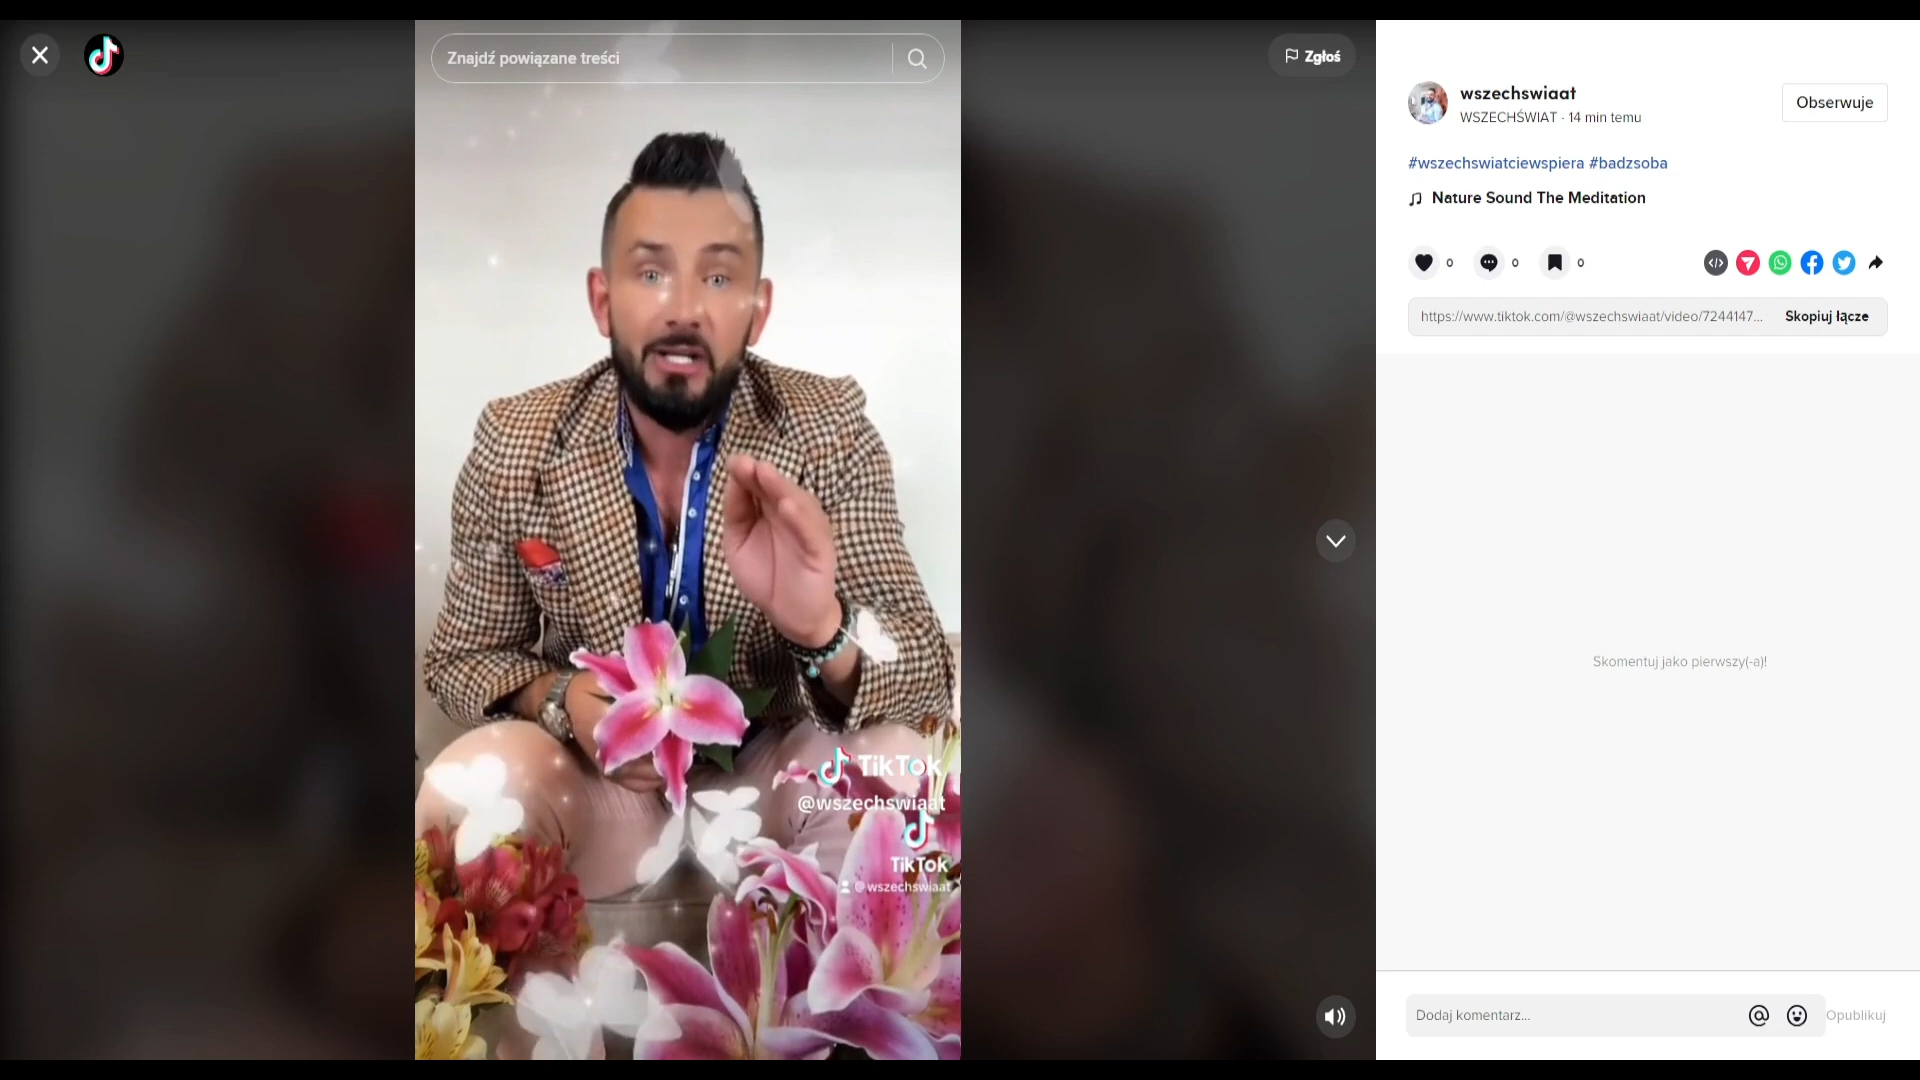 Znajdź powiązane treści
Zgłoś
TikTok
@wszechswiaat
TikTok
@wszechswiaat
wszechswiaat
WSZECHŚWIAT · 14 min temu
Obserwuje
#wszechswiatciewspiera #badzsoba
Nature Sound The Meditation
0 0 0
https://www.tiktok.com/@wszechswiaat/video/7244147...
Skopiuj łącze
Skomentuj jako pierwszy(-a)!
Dodaj komentarz...
Opublikuj